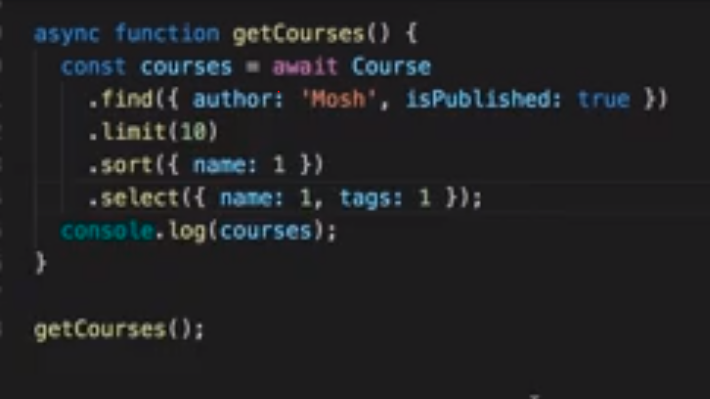 async function getCourses() {
const courses = await Course
.find({ author: 'Mosh', isPublished: true })
.limit(10)
.sort({ name: 1 })
.select({ name: 1, tags: 1 });
console.log(courses);
}
getCourses();